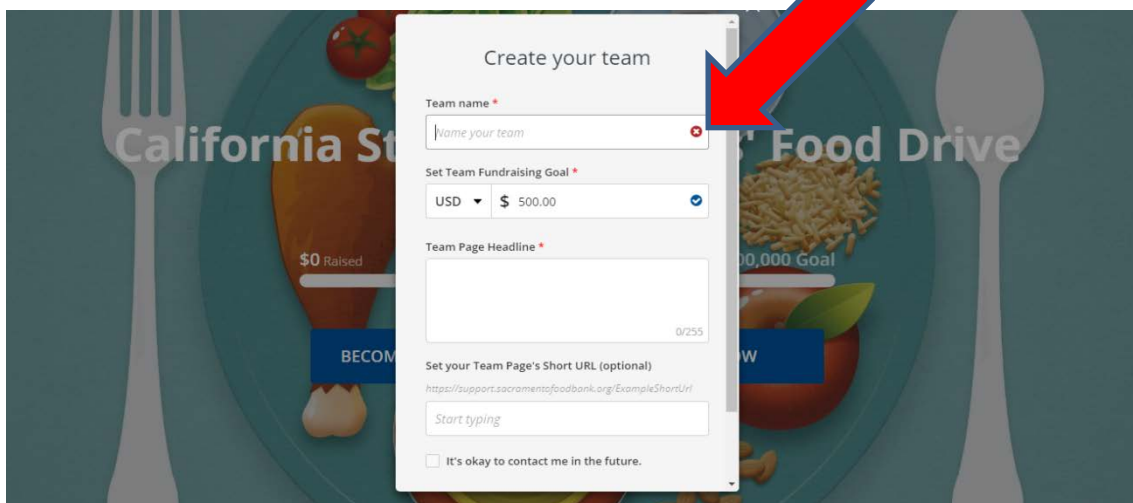 Create your team
Team name *
Name your team
California St ' Food Drive
Set Team Fundraising Goal *
USD $ 500.00
Team Page Headline *
$0 Raised 00,000 Goal
0/255
BECOM OW
Set your Team Page's Short URL (optional)
https://support.sacramentofoodbank.org/ExampleShortUrl
Start typing
It's okay to contact me in the future.